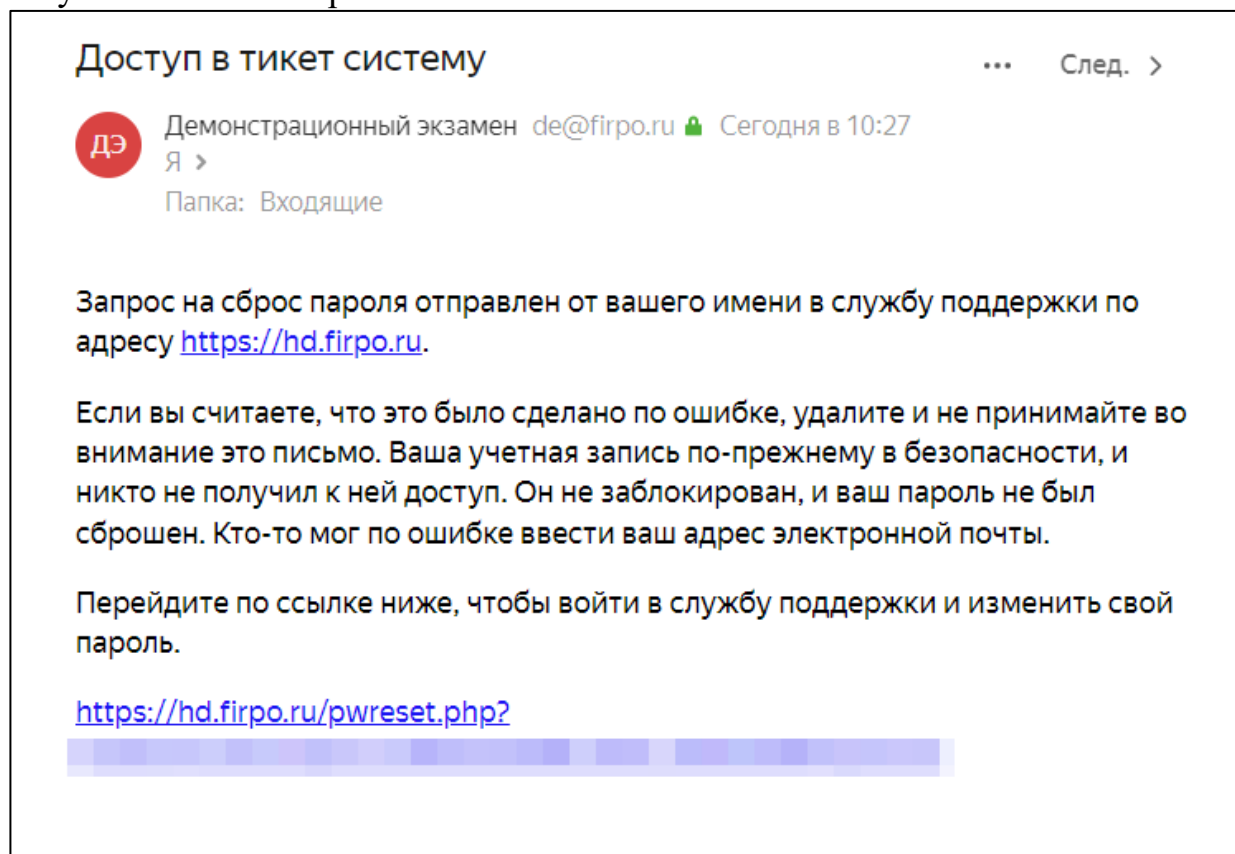 Доступ в тикет систему
... След. >
ДЭ
Демонстрационный экзамен de@firpo.ru Сегодня в 10:27
Я >
Папка: Входящие
Запрос на сброс пароля отправлен от вашего имени в службу поддержки по
адресу https://hd.firpo.ru.
Если вы считаете, что это было сделано по ошибке, удалите и не принимайте во
внимание это письмо. Ваша учетная запись по-прежнему в безопасности, и
никто не получил к ней доступ. Он не заблокирован, и ваш пароль не был
сброшен. Кто-то мог по ошибке ввести ваш адрес электронной почты.
Перейдите по ссылке ниже, чтобы войти в службу поддержки и изменить свой
пароль.
https://hd.firpo.ru/pwreset.php?